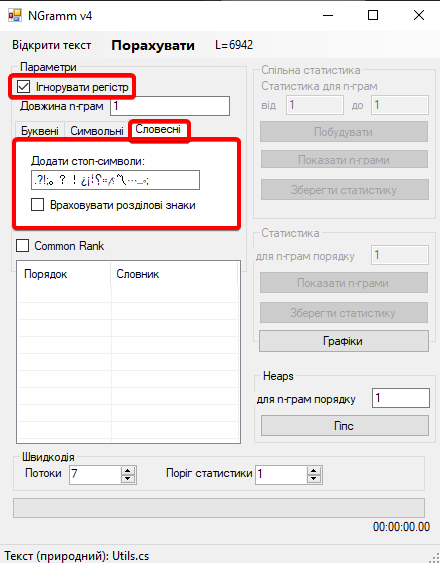 NGramm v4
Відкрити текст Порахувати L=6942
Параметри
Ігнорувати регістр
Довжина n-грам 1
Буквені Символьні Словесні
Додати стоп-символи:
Враховувати розділові знаки
Common Rank
Порядок Словник
Спільна статистика
Статистика для n-грам
від 1 до 1
Побудувати
Показати n-грами
Зберегти статистику
Статистика
для n-грам порядку 1
Показати n-грами
Зберегти статистику
Графіки
Heaps
для n-грам порядку 1
Гіпс
Швидкодія
Потоки 7 Поріг статистики 1
00:00:00.00
Текст (природний): Utils.cs